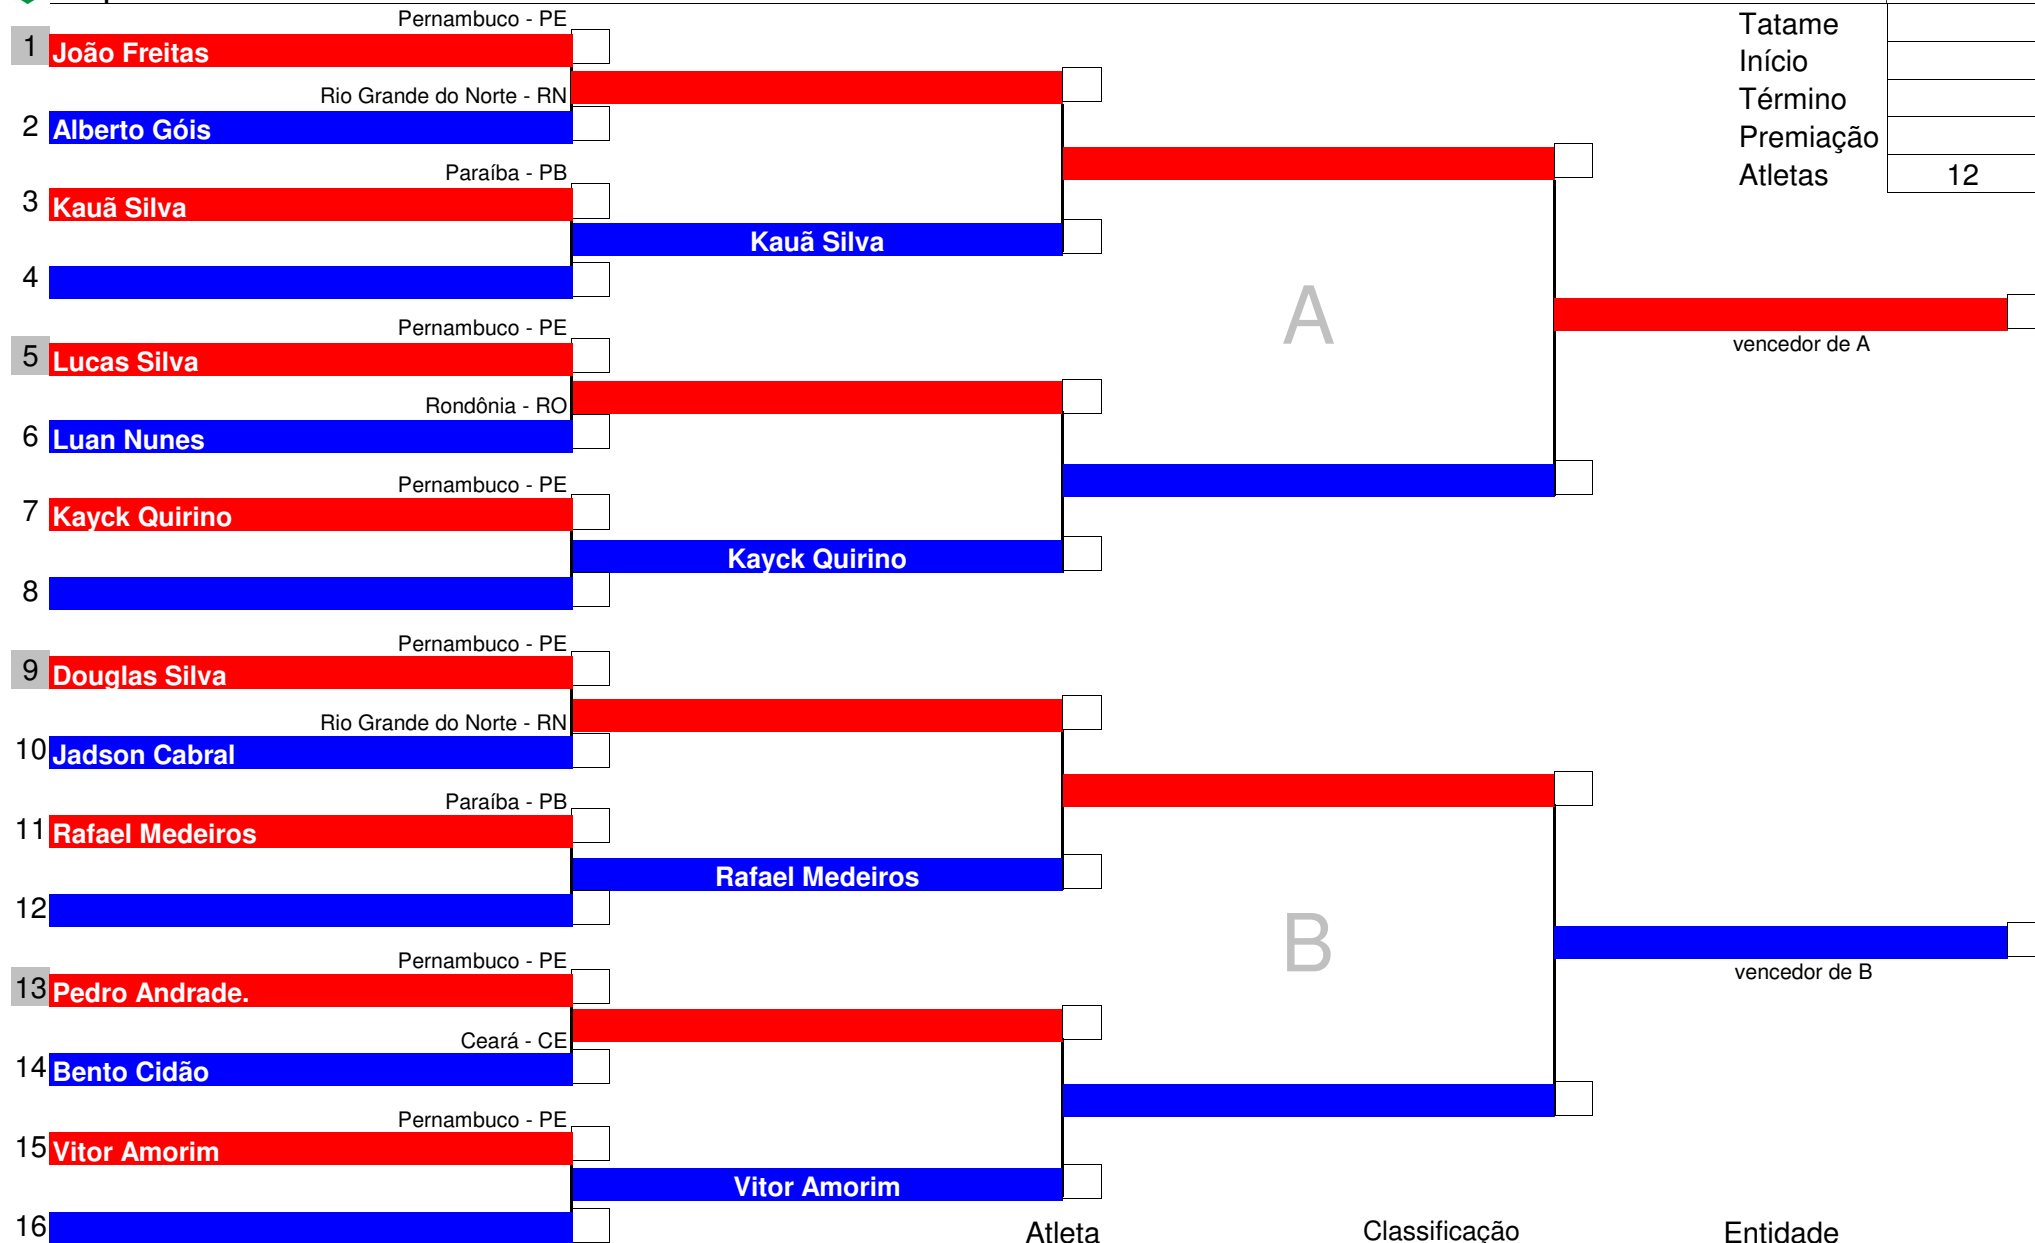 Pernambuco - PE
1 João Freitas
Rio Grande do Norte - RN
2 Alberto Góis
Paraíba - PB
3 Kauã Silva
Kauã Silva
4
Pernambuco - PE
5 Lucas Silva
Rondônia - RO
6 Luan Nunes
Pernambuco - PE
7 Kayck Quirino
Kayck Quirino
8
Pernambuco - PE
9 Douglas Silva
Rio Grande do Norte - RN
10 Jadson Cabral
Paraíba - PB
11 Rafael Medeiros
Rafael Medeiros
12
Pernambuco - PE
13 Pedro Andrade.
Ceará - CE
14 Bento Cidão
Pernambuco - PE
15 Vitor Amorim
Vitor Amorim
16
A
B
vencedor de A
vencedor de B
Tatame
Início
Término
Premiação
Atletas 12
Atleta Classificação Entidade